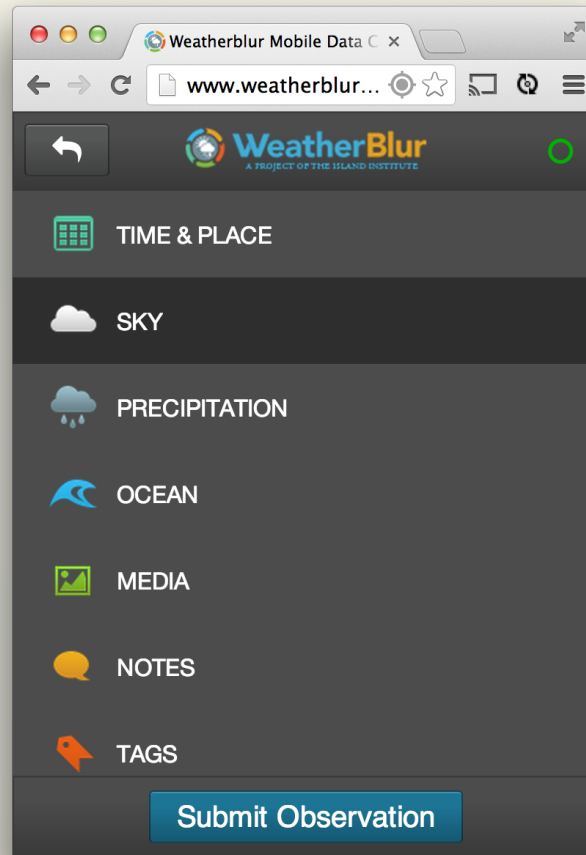 Weatherblur Mobile Data C
www.weatherblur...
WeatherBlur
A PROJECT OF THE ISLAND INSTITUTE
TIME & PLACE
SKY
PRECIPITATION
OCEAN
MEDIA
NOTES
TAGS
Submit Observation